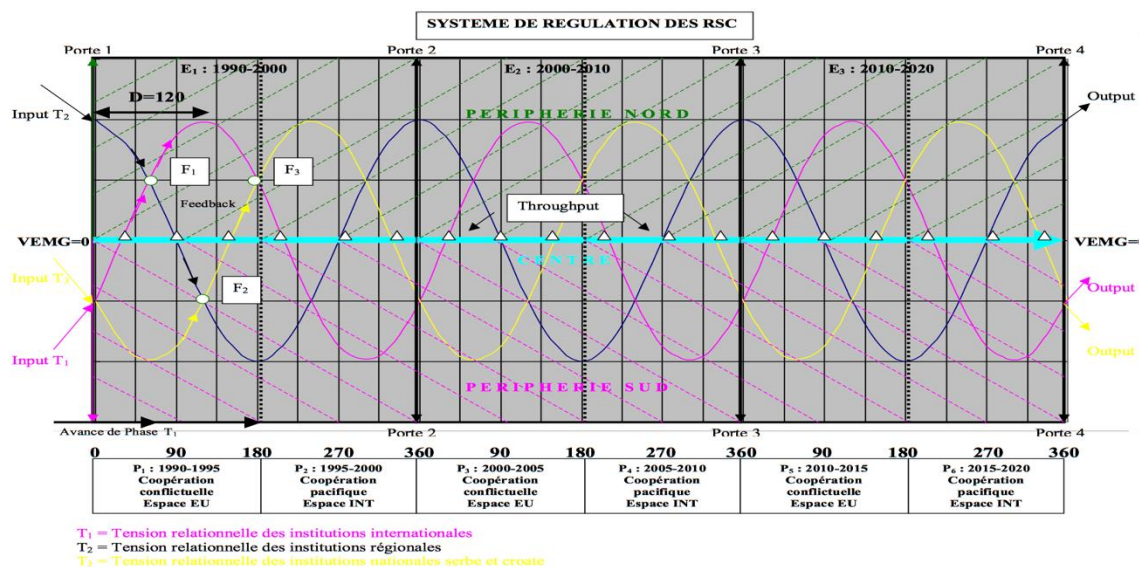 SYSTEME DE REGULATION DES RSC
Porte 1 Porte 2 Porte 3 Porte 4
E₁ : 1990-2000 E₂ : 2000-2010 E₃ : 2010-2020
D=120
PERIPHERIE NORD
Input T₂ Output
F₁ F₃
Feedback Throughput
VEMG=0 VEMG=
CENTRE
Input T Output
F₂
Input T₁ Output
PERIPHERIE SUD
Avance de Phase T₁ Porte 2 Porte 3 Porte 4
0 90 180 270 360 90 180 270 360 90 180 270 360
P₁ : 1990-1995 P₂ : 1995-2000 P₃ : 2000-2005 P₄ : 2005-2010 P₅ : 2010-2015 P₆ : 2015-2020
Coopération Coopération Coopération Coopération Coopération Coopération
conflictuelle pacifique conflictuelle pacifique conflictuelle pacifique
Espace EU Espace INT Espace EU Espace INT Espace EU Espace INT
T₁ = Tension relationnelle des institutions internationales
T₂ = Tension relationnelle des institutions régionales
T₃ = Tension relationnelle des institutions nationales serbe et croate